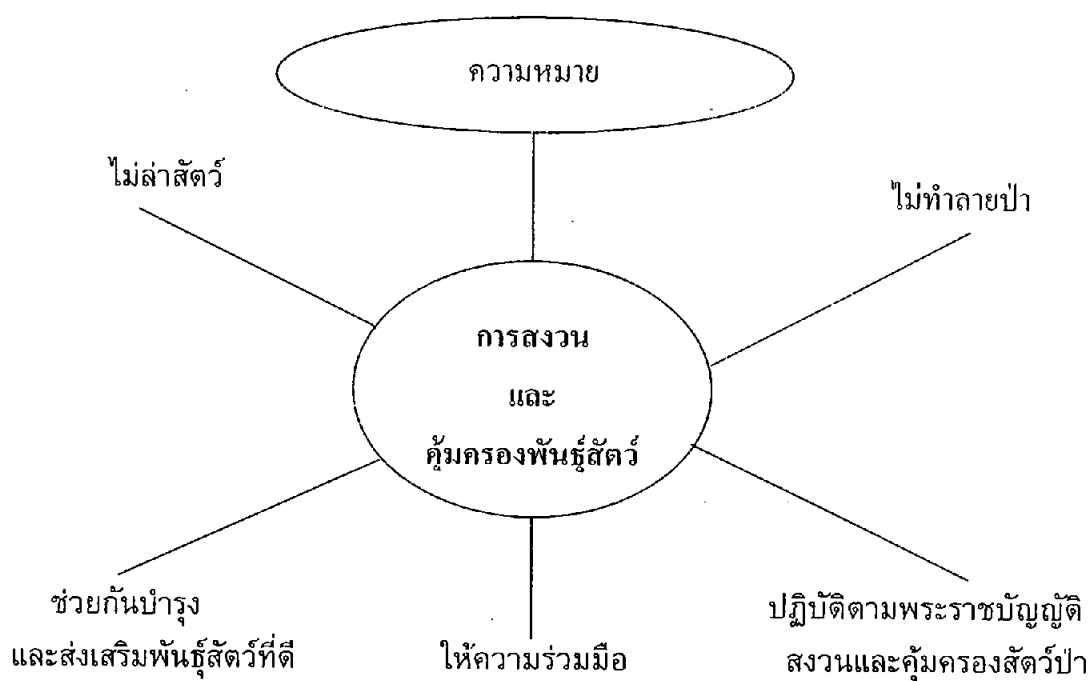 ความหมาย
ไม่ล่าสัตว์
ไม่ทำลายป่า
การสงวน
และ
คุ้มครองพันธุ์สัตว์
ช่วยกันบำรุง
และส่งเสริมพันธุ์สัตว์ที่ดี
ให้ความร่วมมือ
ปฏิบัติตามพระราชบัญญัติ
สงวนและคุ้มครองสัตว์ป่า